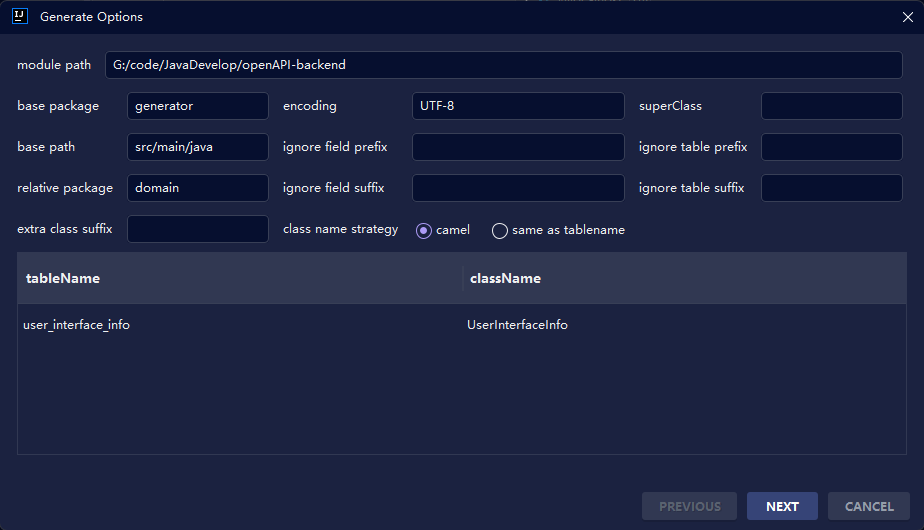 Generate Options
module path G:/code/JavaDevelop/openAPI-backend
base package generator encoding UTF-8 superClass
base path src/main/java ignore field prefix ignore table prefix
relative package domain ignore field suffix ignore table suffix
extra class suffix class name strategy camel same as tablename
tableName className
user_interface_info UserInterfaceInfo
PREVIOUS NEXT CANCEL